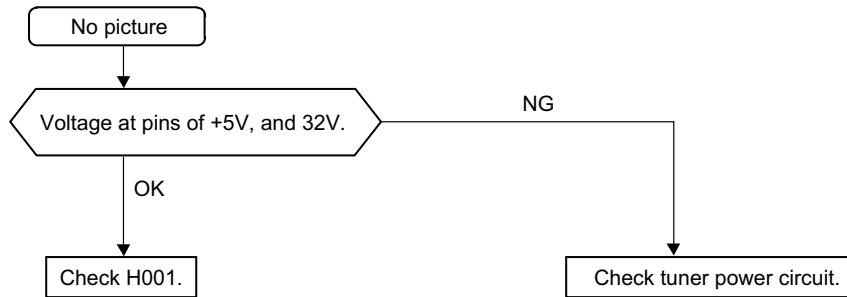 No picture
Voltage at pins of +5V, and 32V.
NG
OK
Check H001.
Check tuner power circuit.